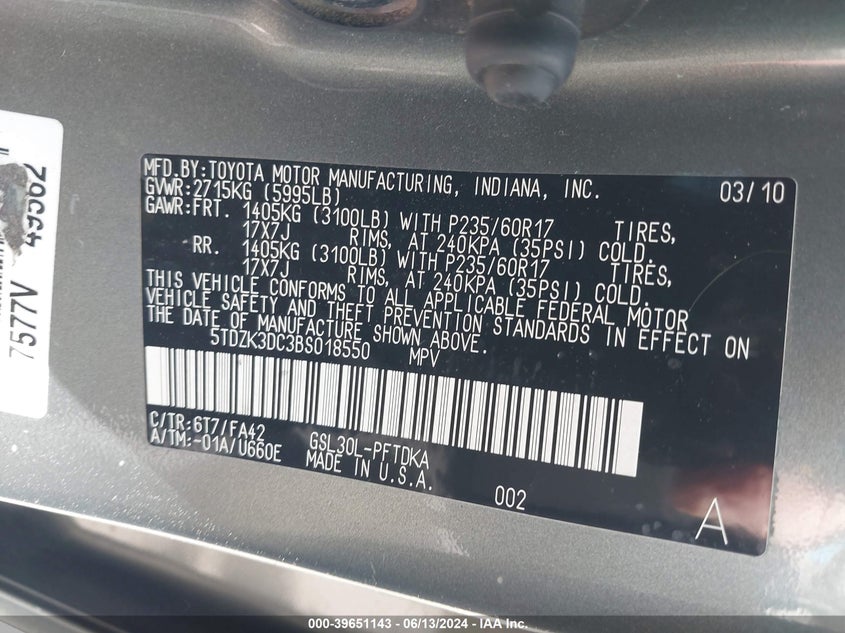 MFD.BY:TOYOTA MOTOR MANUFACTURING, INDIANA, INC. 03/10
GVWR:2715KG (5995LB)
GAWR:FRT. 1405KG (3100LB) WITH P235/60R17 TIRES,
17X7J RIMS, AT 240KPA (35PSI) COLD.
RR. 1405KG (3100LB) WITH P235/60R17 TIRES,
17X7J RIMS, AT 240KPA (35PSI) COLD.
THIS VEHICLE CONFORMS TO ALL APPLICABLE FEDERAL MOTOR
VEHICLE SAFETY AND THEFT PREVENTION STANDARDS IN EFFECT ON
THE DATE OF MANUFACTURE SHOWN ABOVE.
5TDZK3DC3BS018550 MPV
C/TR:6T7/FA42
A/TM:-01A/U660E
GSL30L-PFTDKA
MADE IN U.S.A.
002
A
000-39651143 - 06/13/2024 - IAA Inc.